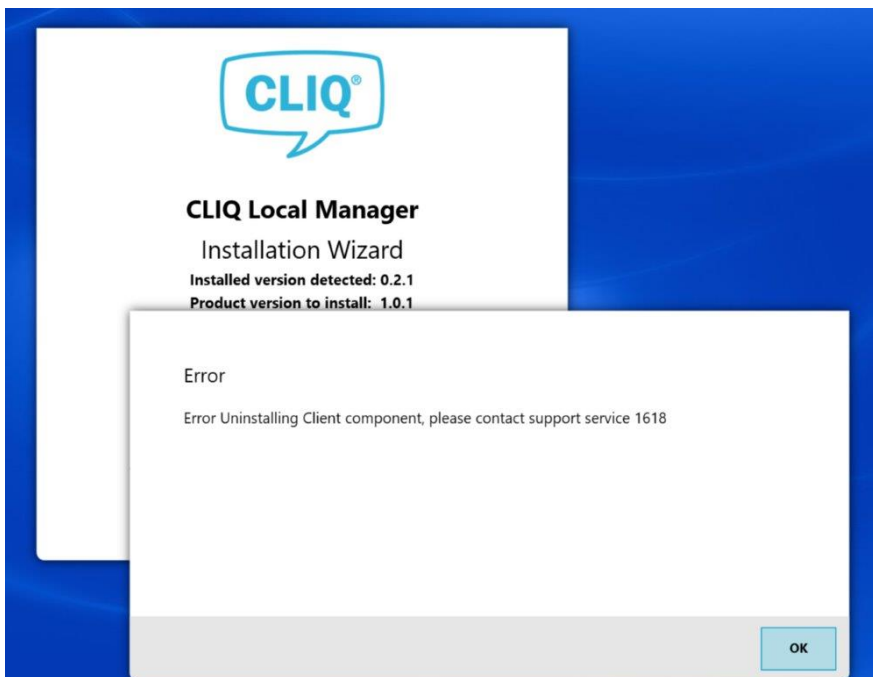 CLIQ®
CLIQ Local Manager
Installation Wizard
Installed version detected: 0.2.1
Product version to install: 1.0.1
Error
Error Uninstalling Client component, please contact support service 1618
OK